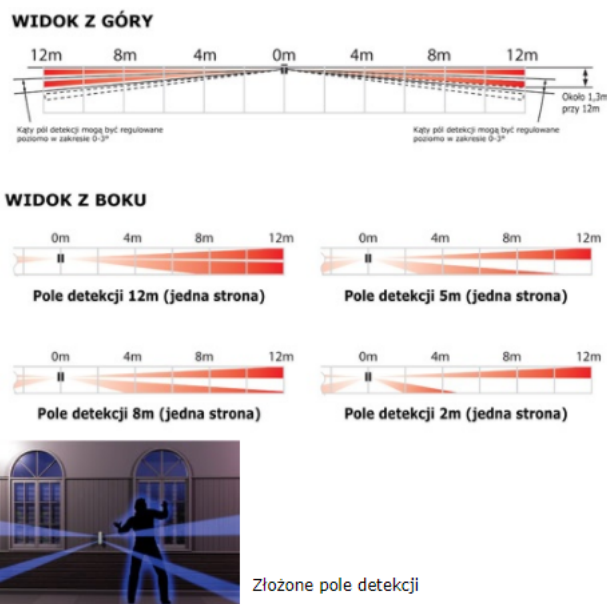 WIDOK Z GÓRY
12m 8m 4m 0m 4m 8m 12m
Około 1,3m
przy 12m
Kąty pól detekcji mogą być regulowane
poziomo w zakresie 0-3°
Kąty pól detekcji mogą być regulowane
poziomo w zakresie 0-3°
WIDOK Z BOKU
0m 4m 8m 12m
Pole detekcji 12m (jedna strona)
0m 4m 8m 12m
Pole detekcji 5m (jedna strona)
0m 4m 8m 12m
Pole detekcji 8m (jedna strona)
0m 4m 8m 12m
Pole detekcji 2m (jedna strona)
Złożone pole detekcji